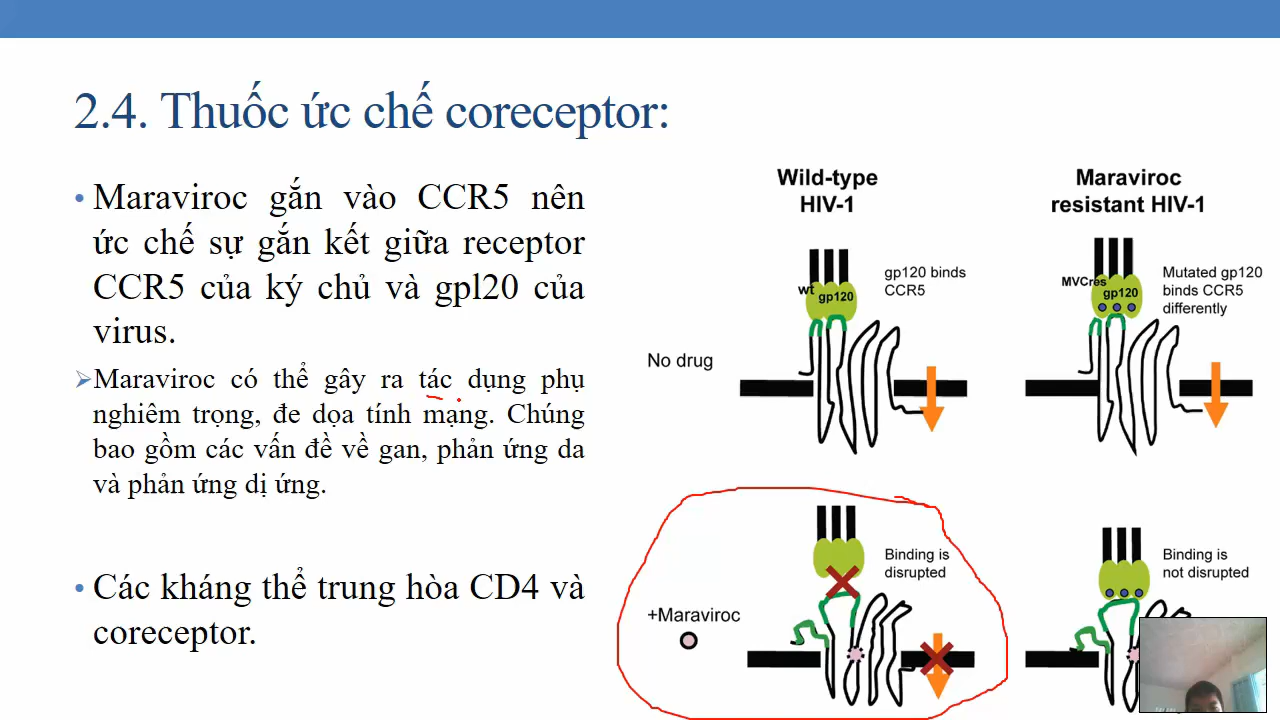 2.4. Thuốc ức chế coreceptor:
• Maraviroc gắn vào CCR5 nên
ức chế sự gắn kết giữa receptor
CCR5 của ký chủ và gpl20 của
virus.
➢Maraviroc có thể gây ra tác dụng phụ
nghiêm trọng, đe dọa tính mạng. Chúng
bao gồm các vấn đề về gan, phản ứng da
và phản ứng dị ứng.
• Các kháng thể trung hòa CD4 và
coreceptor.
Wild-type
HIV-1
Maraviroc
resistant HIV-1
No drug
wt
gp120
gp120 binds
CCR5
MVCres
gp120
Mutated gp120
binds CCR5
differently
+Maraviroc
Binding is
disrupted
Binding is
not disrupted